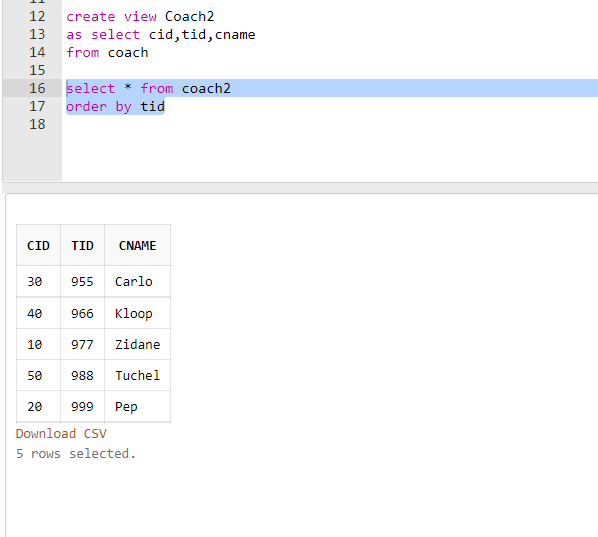 12 create view Coach2
13 as select cid,tid,cname
14 from coach
15
16 select * from coach2
17 order by tid
18
CID TID CNAME
30 955 Carlo
40 966 Kloop
10 977 Zidane
50 988 Tuchel
20 999 Pep
Download CSV
5 rows selected.